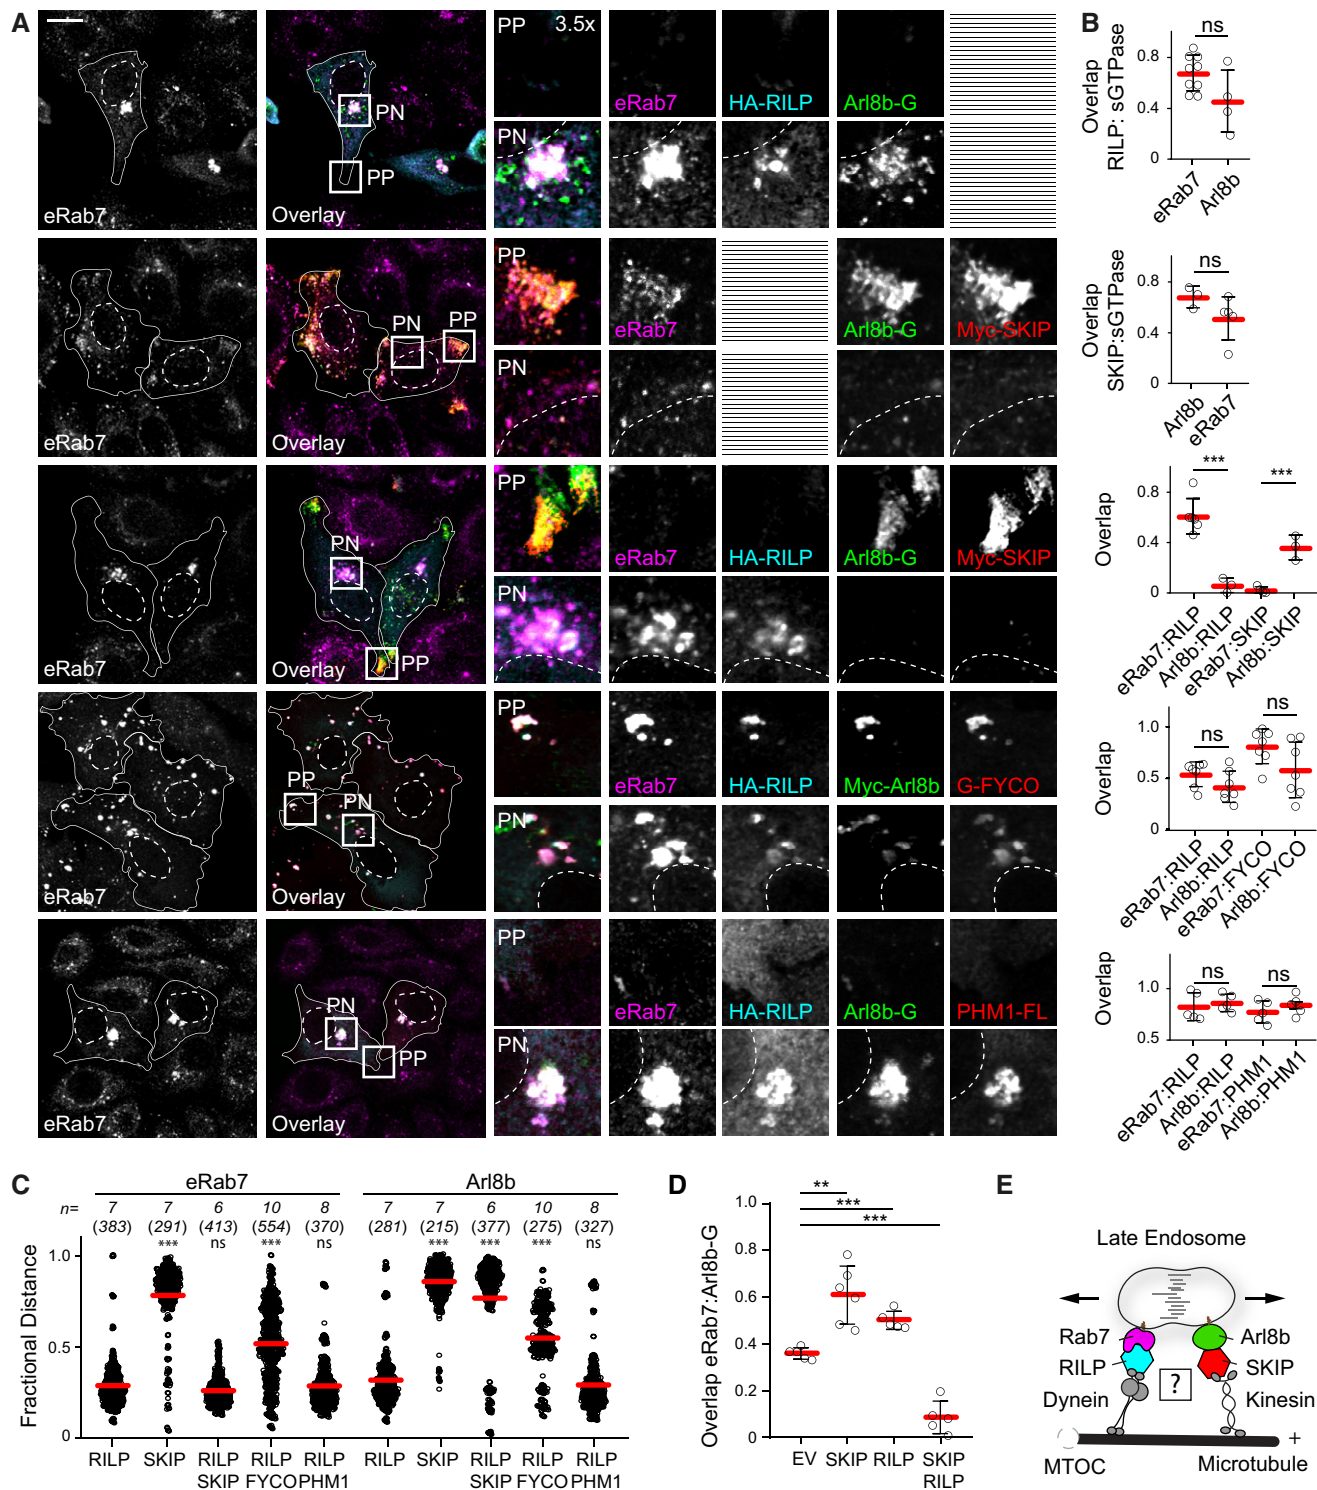 A
eRab7
PN
PP
Overlay
PP
3.5x
eRab7
HA-RILP
Arl8b-G
PN
eRab7
PN
PP
Overlay
PP
eRab7
Arl8b-G
Myc-SKIP
PN
eRab7
PN
PP
Overlay
PP
eRab7
HA-RILP
Arl8b-G
Myc-SKIP
PN
eRab7
PP
PN
Overlay
PP
eRab7
HA-RILP
Myc-Arl8b
G-FYCO
PN
eRab7
PN
PP
Overlay
PP
eRab7
HA-RILP
Arl8b-G
PHM1-FL
PN
B
Overlap
RILP: sGTPase
0.8
0.4
0
ns
eRab7
Arl8b
Overlap
SKIP:sGTPase
0.8
0.4
0
ns
Arl8b
eRab7
Overlap
0.8
0.4
0
***
***
eRab7:RILP
Arl8b:RILP
eRab7:SKIP
Arl8b:SKIP
Overlap
1.0
0.5
0
ns
ns
eRab7:RILP
Arl8b:RILP
eRab7:FYCO
Arl8b:FYCO
Overlap
1.0
0.5
ns
ns
eRab7:RILP
Arl8b:RILP
eRab7:PHM1
Arl8b:PHM1
C
eRab7
Arl8b
n= 7 7 6 10 8 7 7 6 10 8
(383) (291) (413) (554) (370) (281) (215) (377) (275) (327)
*** ns *** ns *** *** *** ns
Fractional Distance
1.0
0.5
0
RILP SKIP RILP RILP RILP RILP SKIP RILP RILP RILP
SKIP FYCO PHM1 SKIP FYCO PHM1
D
Overlap eRab7:Arl8b-G
1.0
0.8
0.6
0.4
0.2
0
**
***
***
EV SKIP RILP SKIP
RILP
E
Late Endosome
Rab7
Arl8b
RILP
SKIP
?
Dynein
Kinesin
+
MTOC
Microtubule